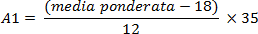 A1 = (media ponderata − 18) / 12 × 35